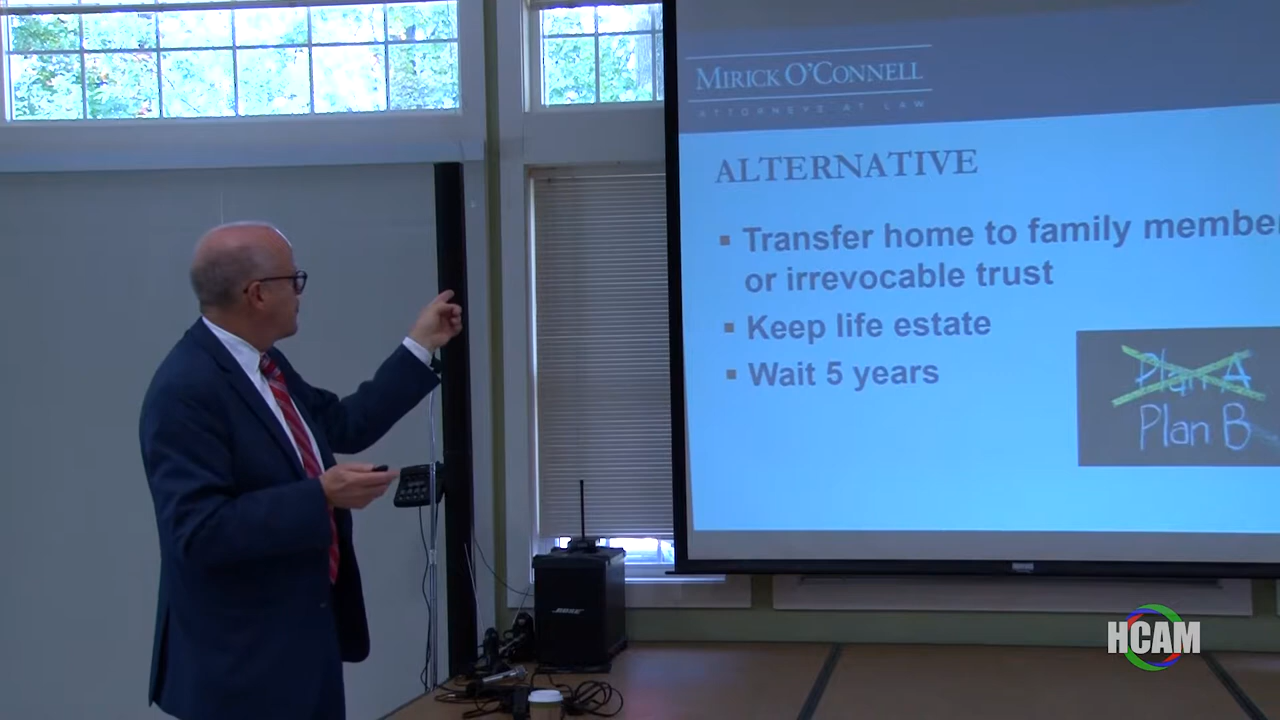 MIRICK O'CONNELL
ATTORNEYS AT LAW
ALTERNATIVE
▪ Transfer home to family membe
or irrevocable trust
▪ Keep life estate
▪ Wait 5 years
Plan A
Plan B
BOSE
HCAM